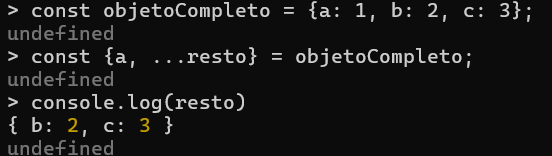 > const objetoCompleto = {a: 1, b: 2, c: 3};
undefined
> const {a, ...resto} = objetoCompleto;
undefined
> console.log(resto)
{ b: 2, c: 3 }
undefined